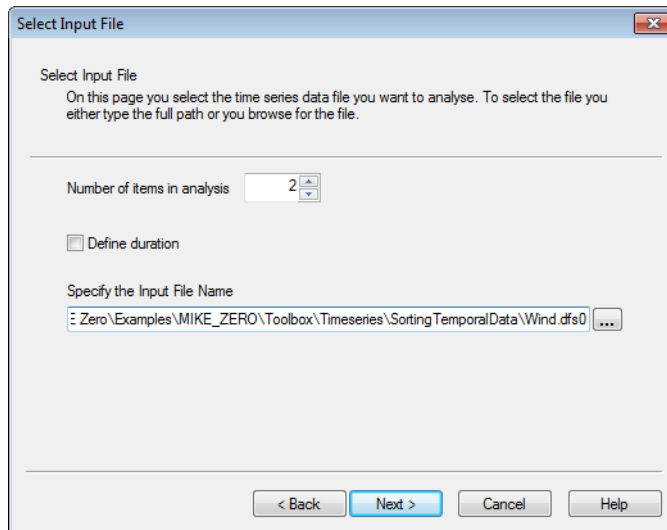 Select Input File
Select Input File
On this page you select the time series data file you want to analyse. To select the file you
either type the full path or you browse for the file.
Number of items in analysis 2
Define duration
Specify the Input File Name
E Zero\Examples\MIKE_ZERO\Toolbox\Timeseries\SortingTemporalData\Wind.dfs0 ...
< Back Next > Cancel Help